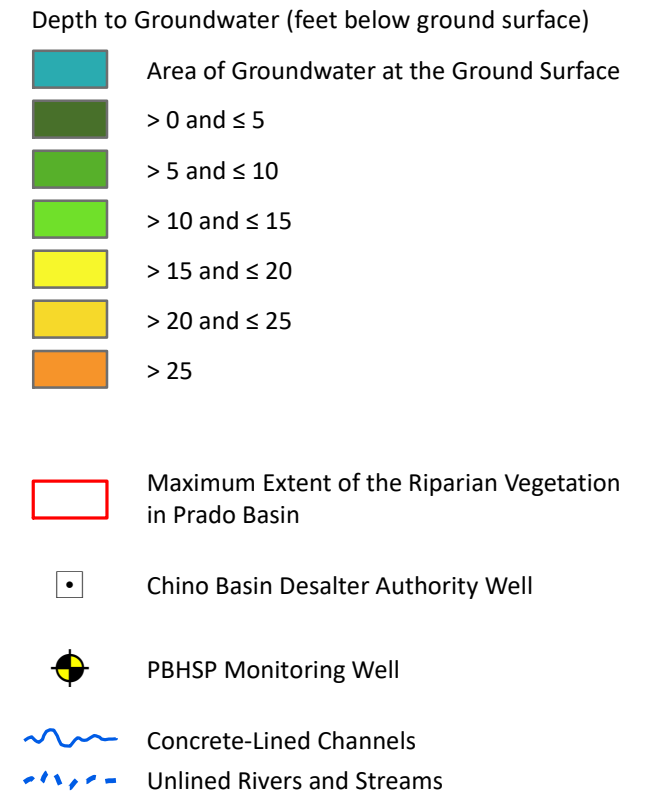 Depth to Groundwater (feet below ground surface)
Area of Groundwater at the Ground Surface
> 0 and ≤ 5
> 5 and ≤ 10
> 10 and ≤ 15
> 15 and ≤ 20
> 20 and ≤ 25
> 25
Maximum Extent of the Riparian Vegetation
in Prado Basin
Chino Basin Desalter Authority Well
PBHSP Monitoring Well
Concrete-Lined Channels
Unlined Rivers and Streams